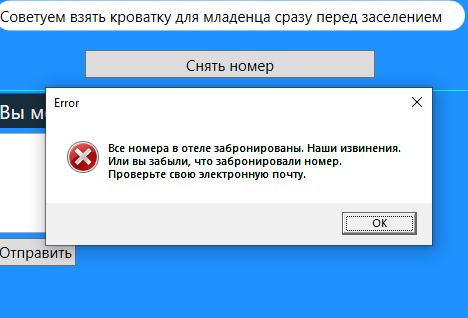 Советуем взять кроватку для младенца сразу перед заселением
Снять номер
Error
Вы
Все номера в отеле забронированы. Наши извинения.
Или вы забыли, что забронировали номер.
Проверьте свою электронную почту.
OK
Отправить